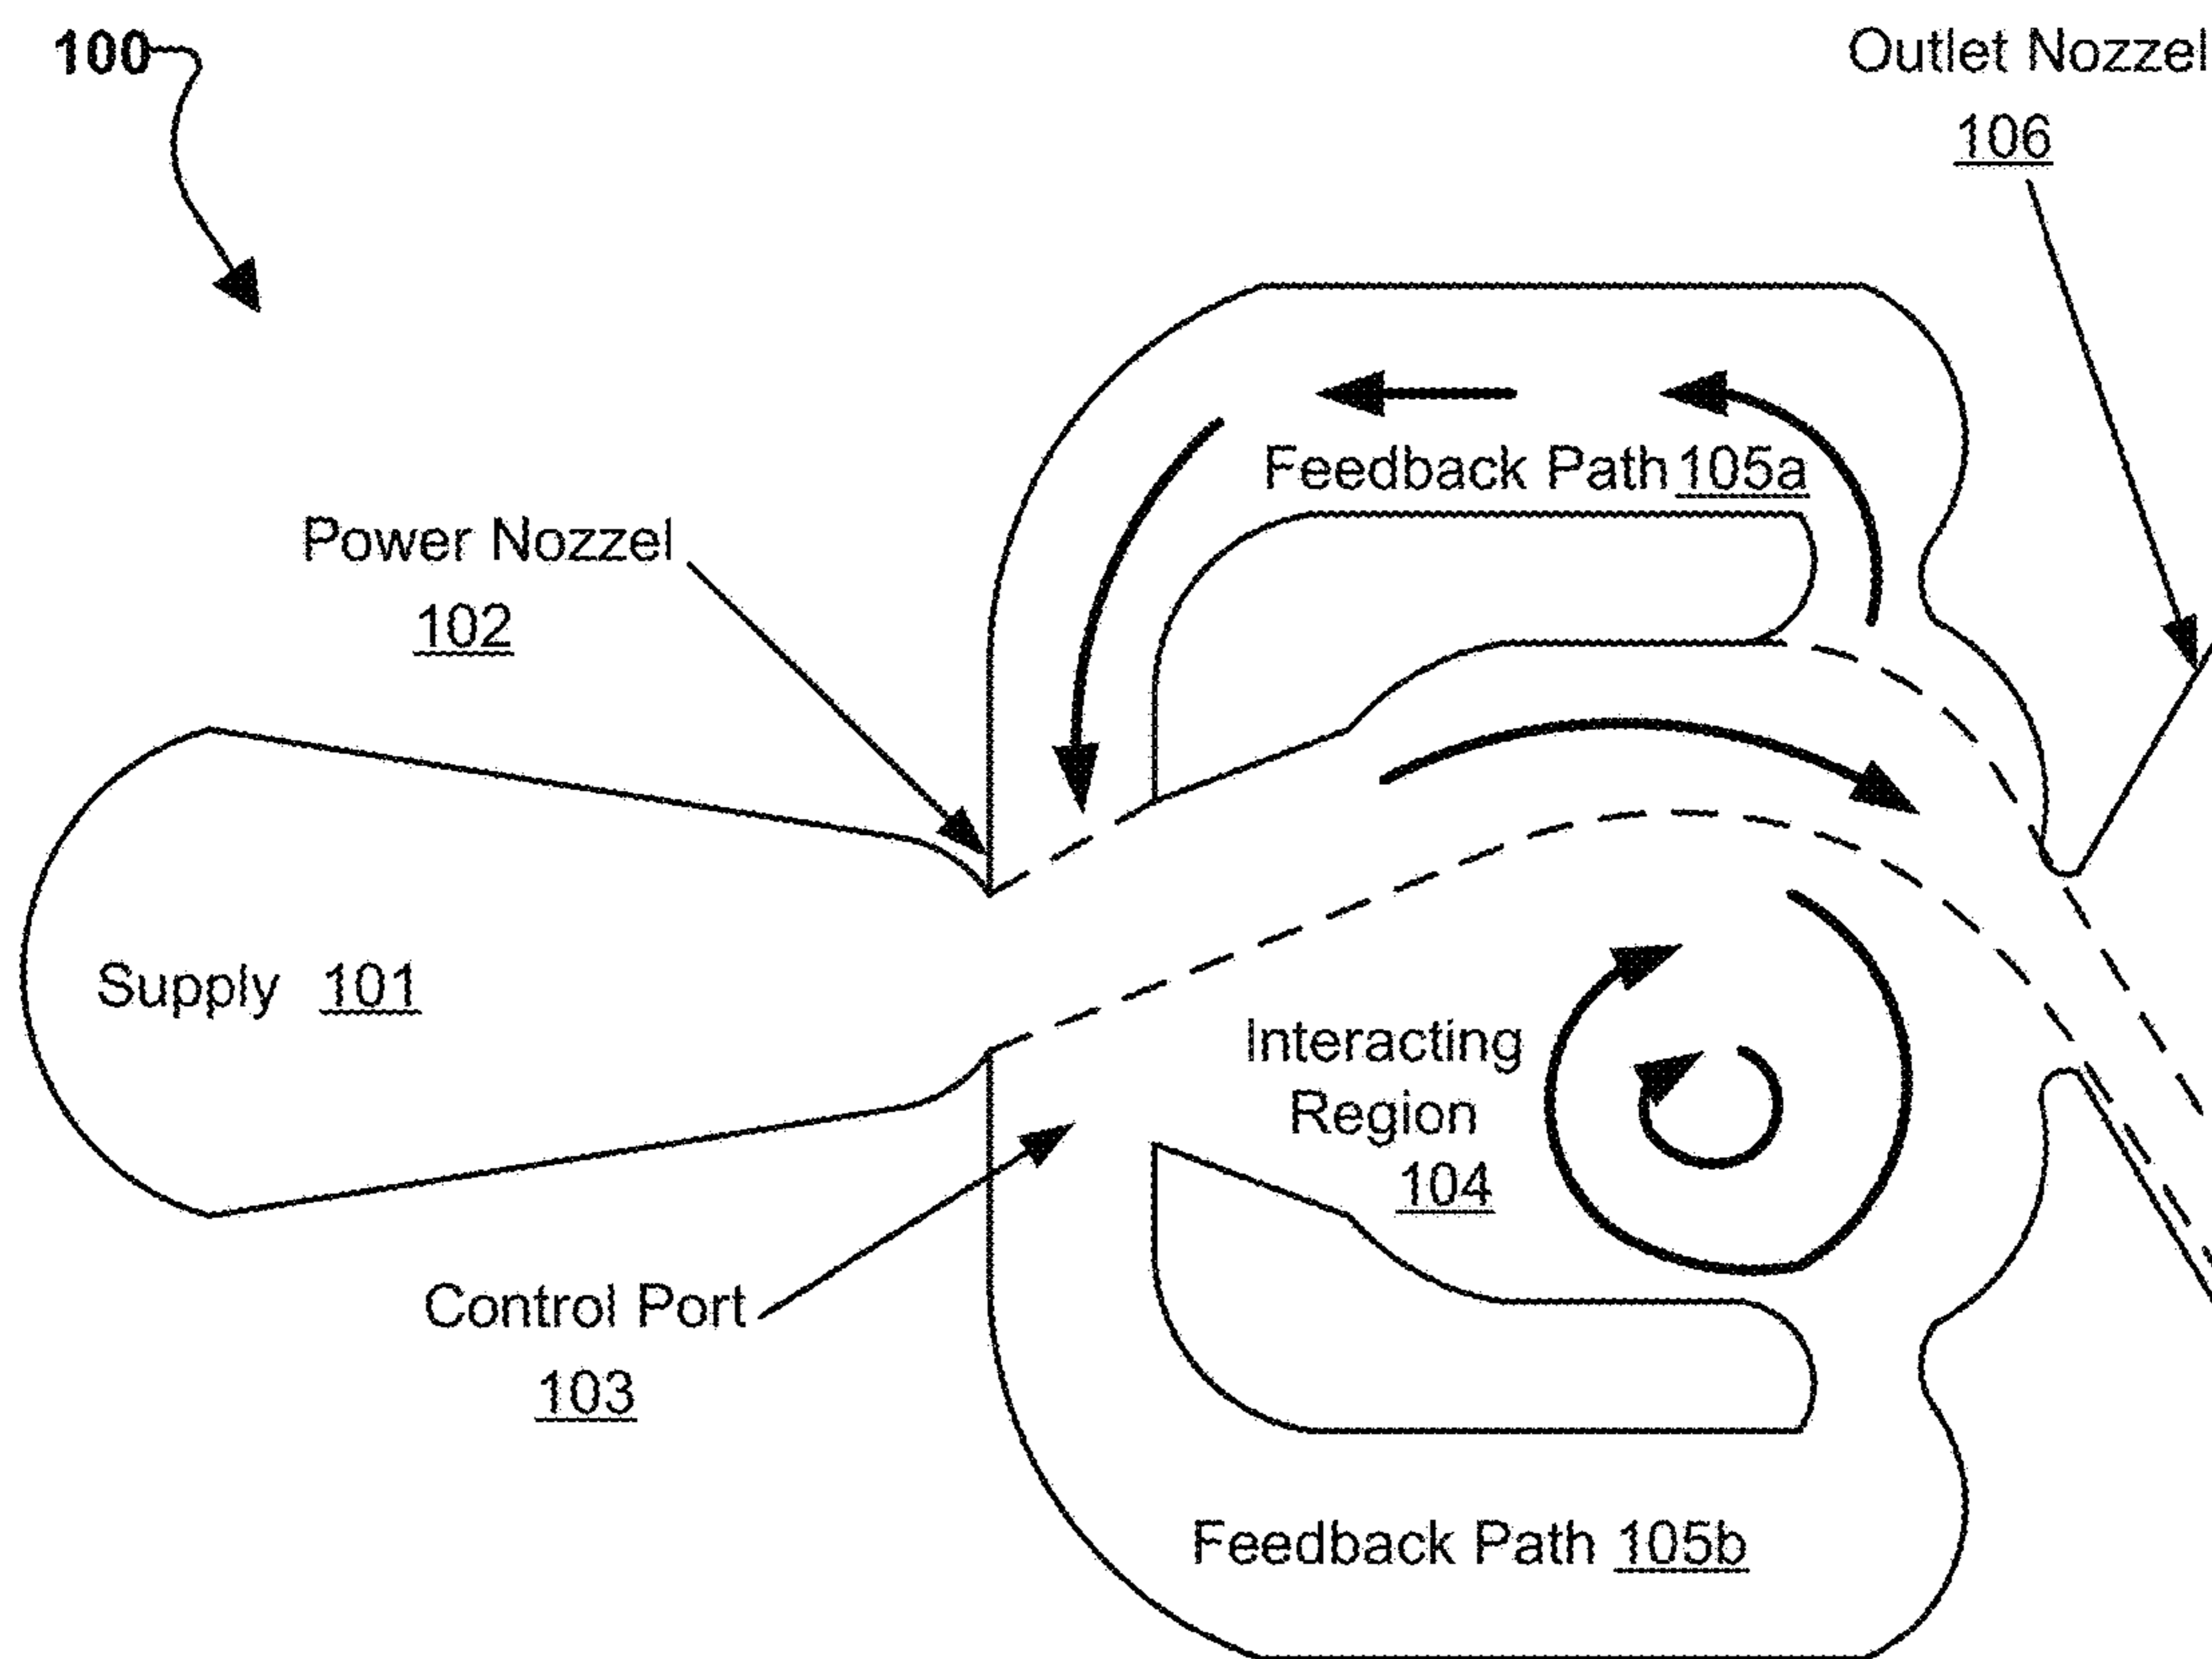 100
Outlet Nozzel
106
Feedback Path 105a
Power Nozzel
102
Supply 101
Interacting
Region
104
Control Port
103
Feedback Path 105b